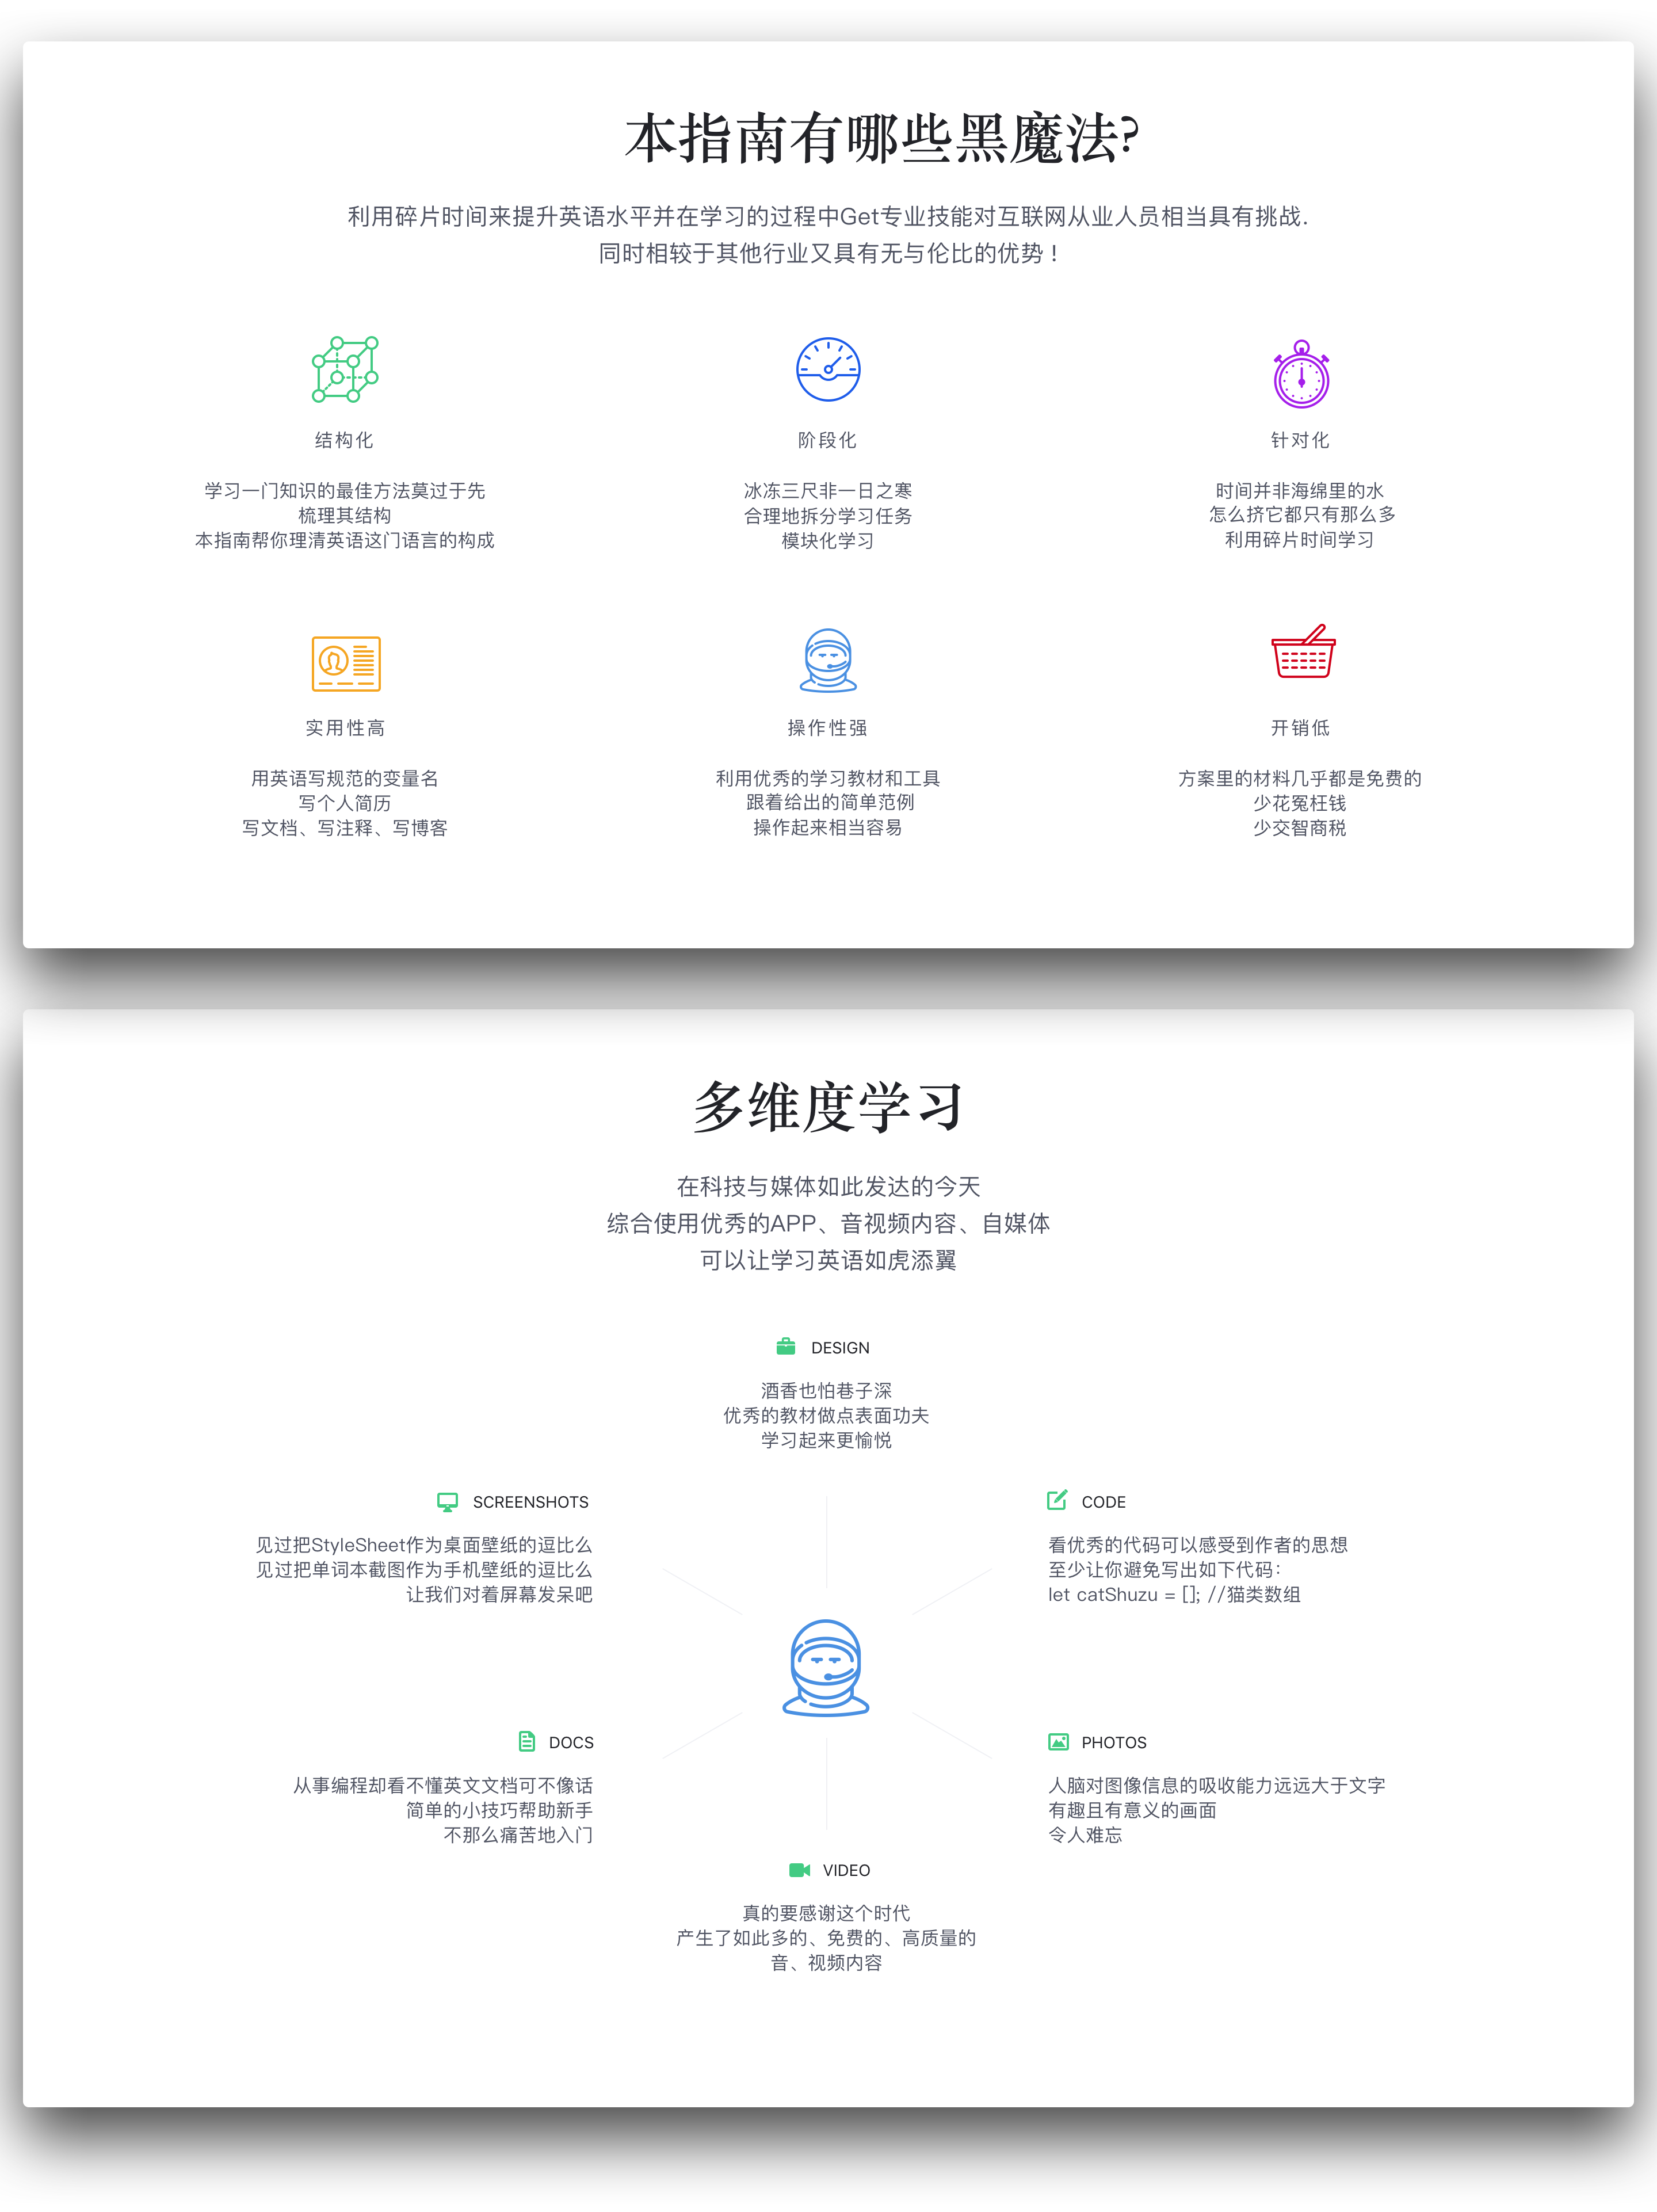 本指南有哪些黑魔法?
利用碎片时间来提升英语水平并在学习的过程中Get专业技能对互联网从业人员相当具有挑战.
同时相较于其他行业又具有无与伦比的优势！
结构化
学习一门知识的最佳方法莫过于先
梳理其结构
本指南帮你理清英语这门语言的构成
阶段化
冰冻三尺非一日之寒
合理地拆分学习任务
模块化学习
针对化
时间并非海绵里的水
怎么挤它都只有那么多
利用碎片时间学习
实用性高
用英语写规范的变量名
写个人简历
写文档、写注释、写博客
操作性强
利用优秀的学习教材和工具
跟着给出的简单范例
操作起来相当容易
开销低
方案里的材料几乎都是免费的
少花冤枉钱
少交智商税
多维度学习
在科技与媒体如此发达的今天
综合使用优秀的APP、音视频内容、自媒体
可以让学习英语如虎添翼
DESIGN
酒香也怕巷子深
优秀的教材做点表面功夫
学习起来更愉悦
SCREENSHOTS
见过把StyleSheet作为桌面壁纸的逗比么
见过把单词本截图作为手机壁纸的逗比么
让我们对着屏幕发呆吧
CODE
看优秀的代码可以感受到作者的思想
至少让你避免写出如下代码：
let catShuzu = []; //猫类数组
DOCS
从事编程却看不懂英文文档可不像话
简单的小技巧帮助新手
不那么痛苦地入门
PHOTOS
人脑对图像信息的吸收能力远远大于文字
有趣且有意义的画面
令人难忘
VIDEO
真的要感谢这个时代
产生了如此多的、免费的、高质量的
音、视频内容